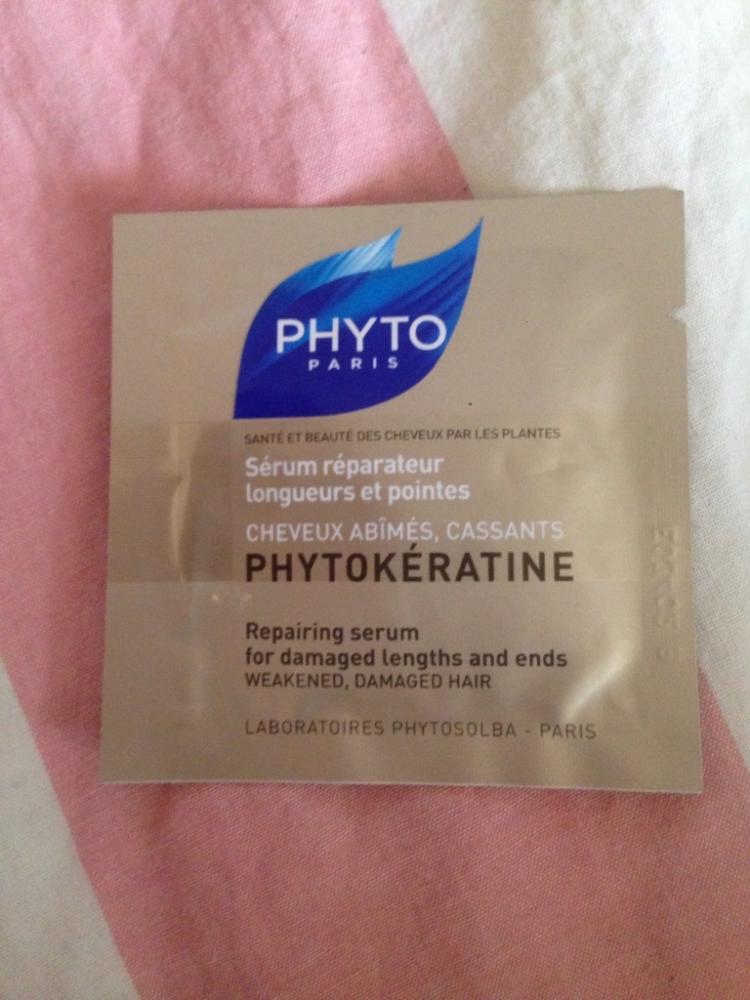 PHYTO
PARIS
SANTÉ ET BEAUTÉ DES CHEVEUX PAR LES PLANTES
Sérum réparateur
longueurs et pointes
CHEVEUX ABÎMÉS, CASSANTS
PHYTOKÉRATINE
Repairing serum
for damaged lengths and ends
WEAKENED, DAMAGED HAIR
LABORATOIRES PHYTOSOLBA - PARIS